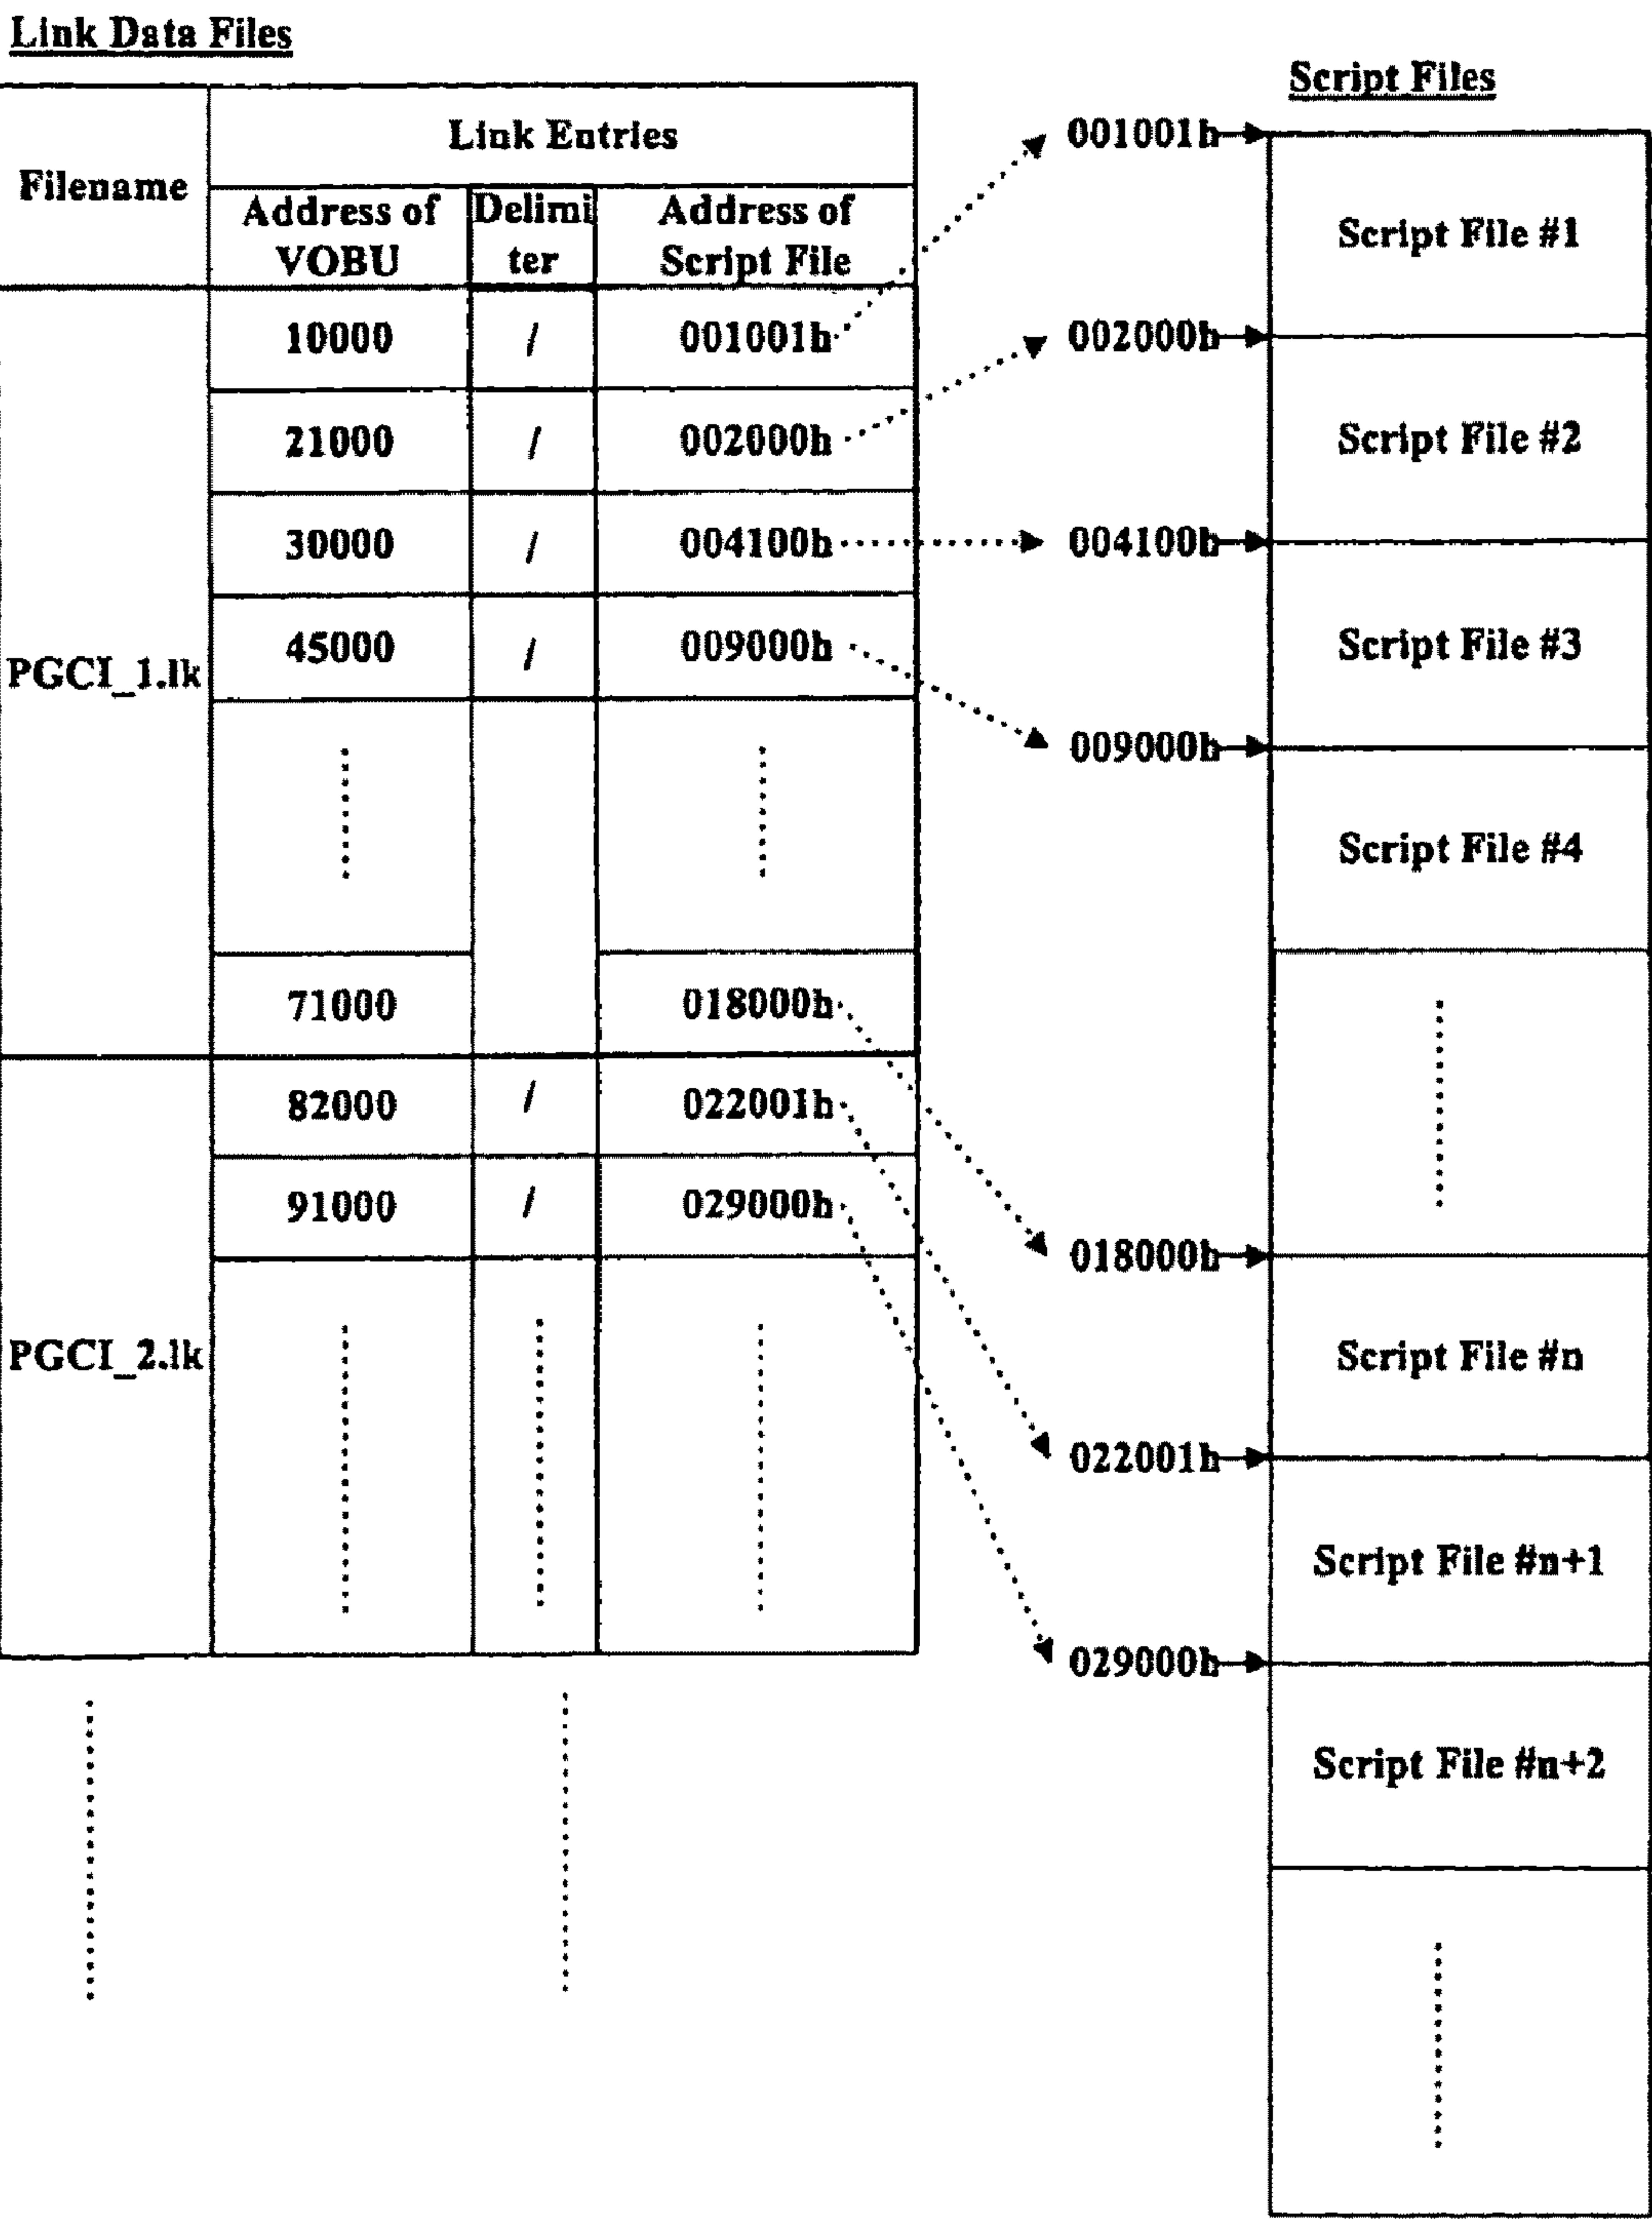 Link Data Files
Filename
Link Entries
Address of
VOBU
Delimi
ter
Address of
Script File
PGCI_1.lk
10000 / 001001h
21000 / 002000h
30000 / 004100h
45000 / 009000h
71000 018000h
PGCI_2.lk
82000 / 022001h
91000 / 029000h
Script Files
001001h
Script File #1
002000h
Script File #2
004100h
Script File #3
009000h
Script File #4
018000h
Script File #n
022001h
Script File #n+1
029000h
Script File #n+2